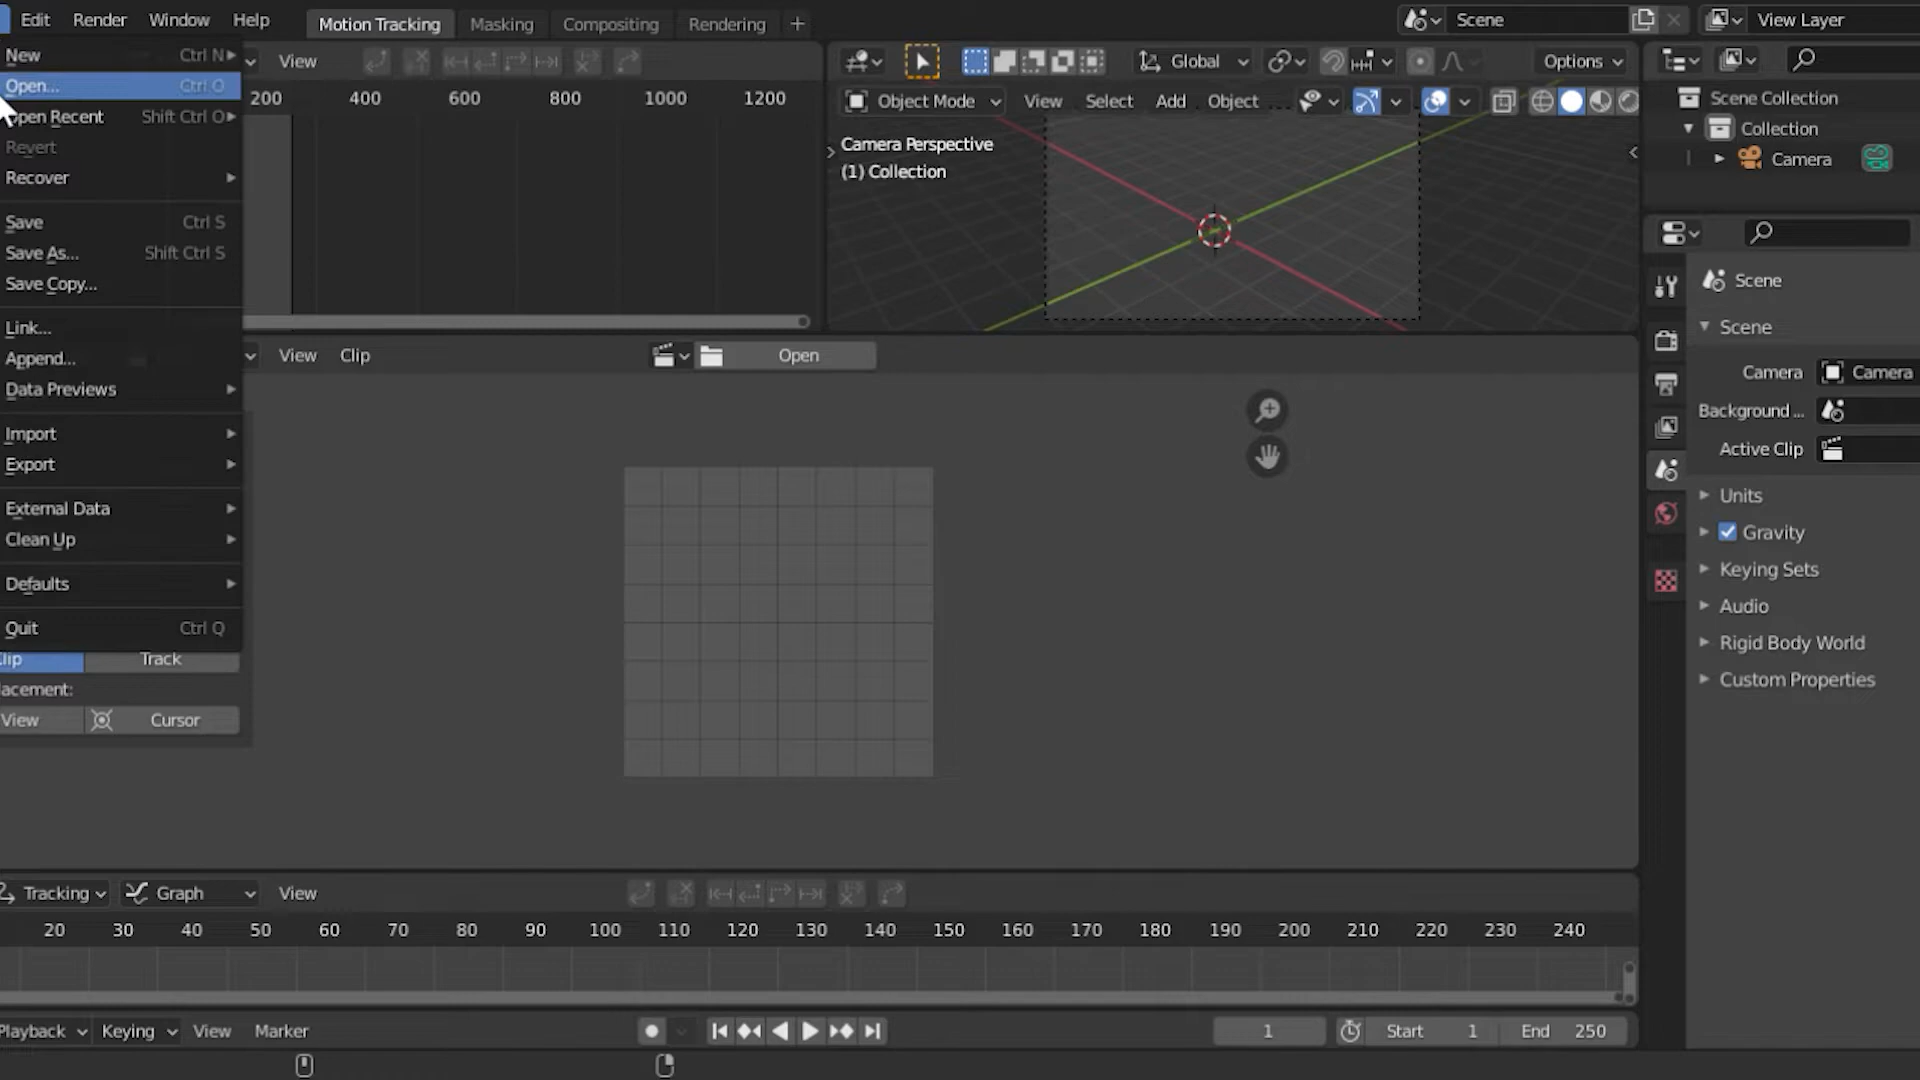 Edit Render Window Help Motion Tracking Masking Compositing Rendering + Scene View Layer
New Ctrl N
View Global Options
Open... Ctrl O
200 400 600 800 1000 1200
Object Mode View Select Add Object
Scene Collection
pen Recent Shift Ctrl O
Collection
Camera Perspective
Revert
Camera
(1) Collection
Recover
Save Ctrl S
Save As... Shift Ctrl S
Save Copy...
Scene
Link...
Scene
Append...
View Clip Open
Camera Camera
Data Previews
Background ...
Import
Active Clip
Export
Units
External Data
Gravity
Clean Up
Keying Sets
Defaults
Audio
Quit Ctrl Q
Rigid Body World
lip Track
Custom Properties
lacement:
View Cursor
Tracking Graph View
20 30 40 50 60 70 80 90 100 110 120 130 140 150 160 170 180 190 200 210 220 230 240
Playback Keying View Marker 1 Start 1 End 250